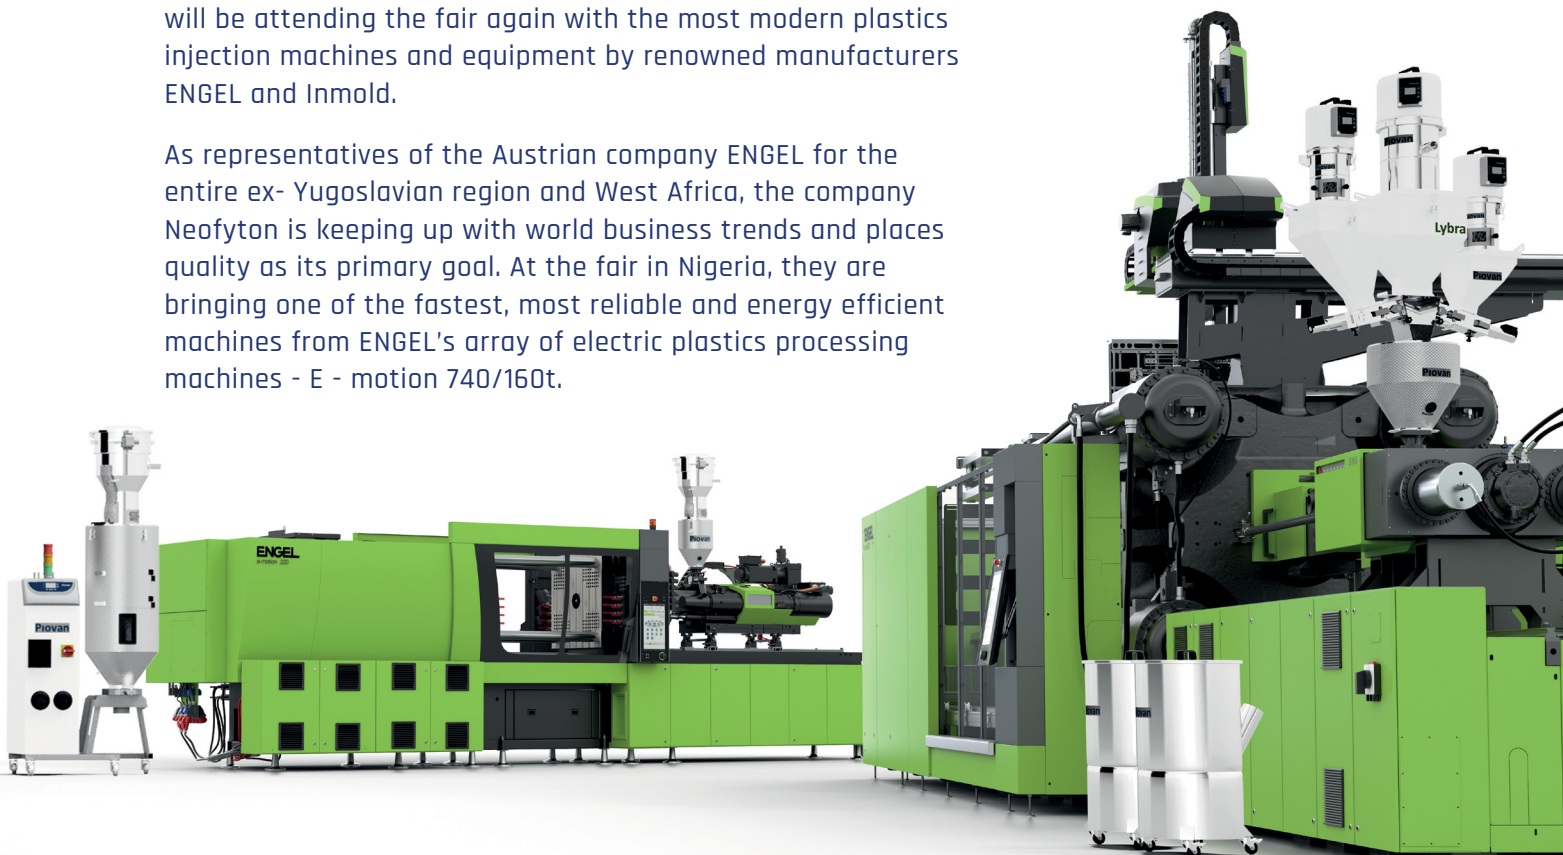 will be attending the fair again with the most modern plastics
injection machines and equipment by renowned manufacturers
ENGEL and Inmold.
As representatives of the Austrian company ENGEL for the
entire ex- Yugoslavian region and West Africa, the company
Neofyton is keeping up with world business trends and places
quality as its primary goal. At the fair in Nigeria, they are
bringing one of the fastest, most reliable and energy efficient
machines from ENGEL's array of electric plastics processing
machines - E - motion 740/160t.
Piovan
Piovan
Lybra
Piovan
Piovan
ENGEL
e-motion 220
Piovan
ENGEL
Piovan